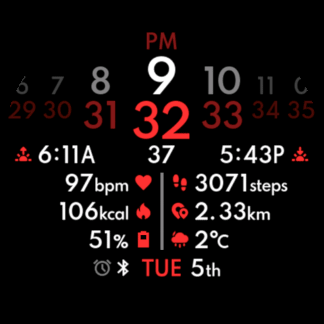 PM
6 7 8 9 10 11
29 30 31 32 33 34 35
6:11A 37 5:43P
97bpm 3071steps
106kcal 2.33km
51% 2°C
TUE 5th